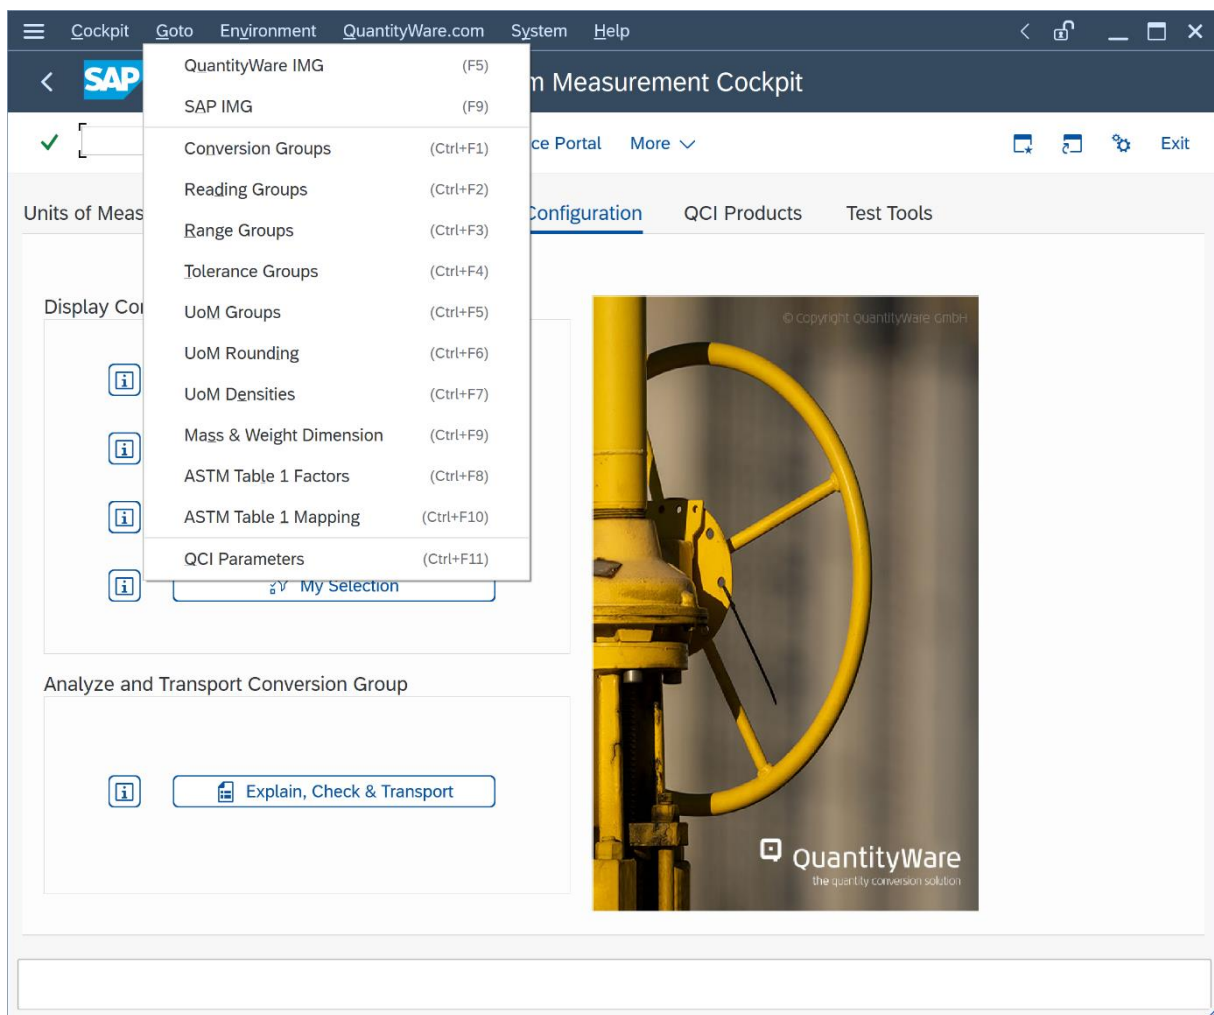 Cockpit Goto Environment QuantityWare.com System Help
SAP m Measurement Cockpit
ce Portal More Exit
Units of Meas Configuration QCI Products Test Tools
QuantityWare IMG (F5)
SAP IMG (F9)
Conversion Groups (Ctrl+F1)
Reading Groups (Ctrl+F2)
Range Groups (Ctrl+F3)
Tolerance Groups (Ctrl+F4)
UoM Groups (Ctrl+F5)
UoM Rounding (Ctrl+F6)
UoM Densities (Ctrl+F7)
Mass & Weight Dimension (Ctrl+F9)
ASTM Table 1 Factors (Ctrl+F8)
ASTM Table 1 Mapping (Ctrl+F10)
QCI Parameters (Ctrl+F11)
Display Co
My Selection
Analyze and Transport Conversion Group
Explain, Check & Transport
© Copyright QuantityWare GmbH
QuantityWare
the quantity conversion solution